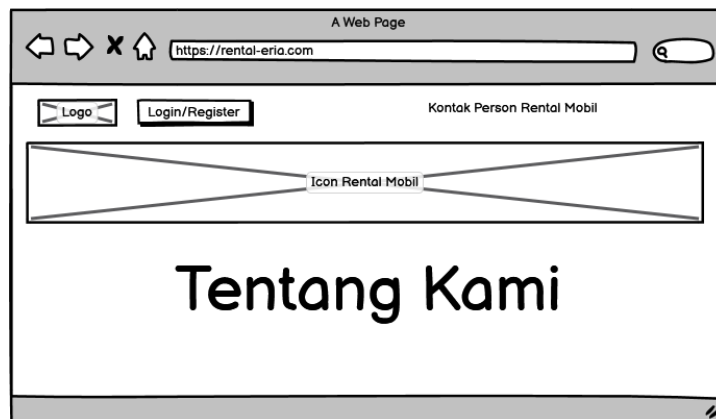 A Web Page
https://rental-eria.com
Logo
Login/Register
Kontak Person Rental Mobil
Icon Rental Mobil
Tentang Kami